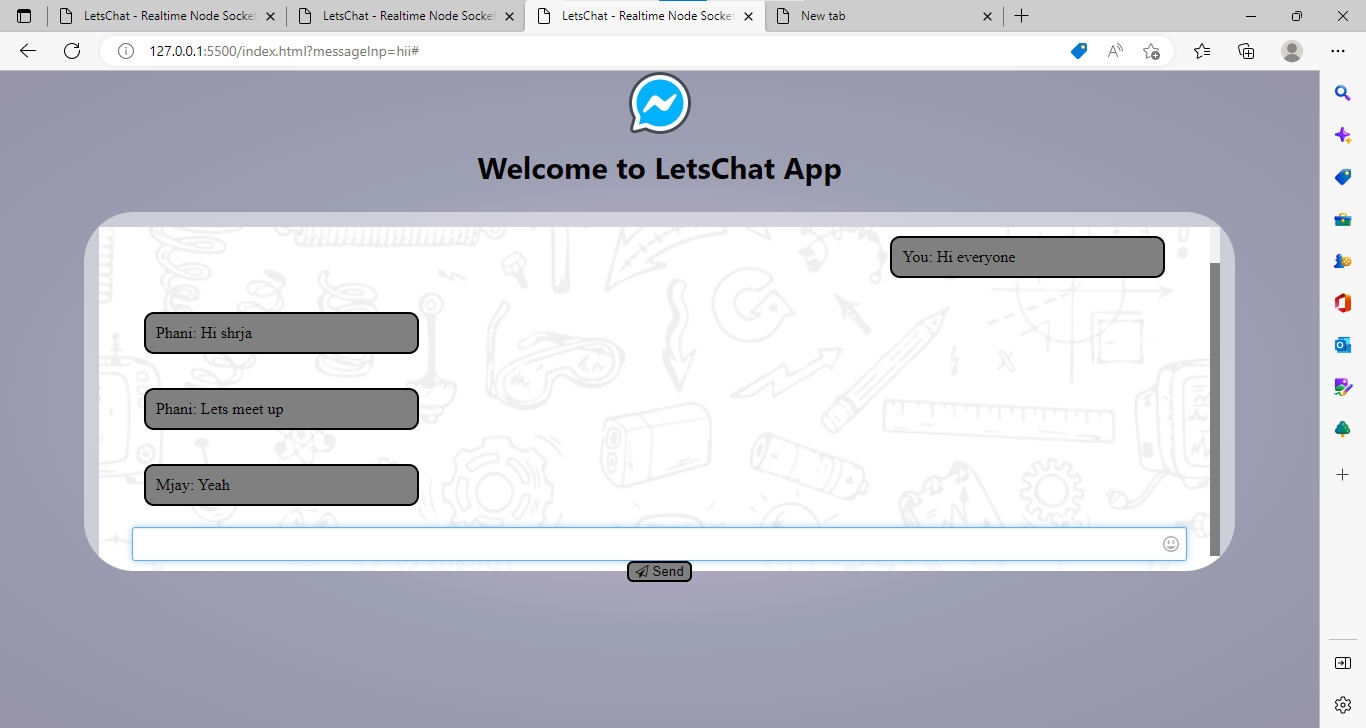 LetsChat - Realtime Node Socket
LetsChat - Realtime Node Socket
LetsChat - Realtime Node Socket
New tab
127.0.0.1:5500/index.html?messageInp=hii#
Welcome to LetsChat App
You: Hi everyone
Phani: Hi shrja
Phani: Lets meet up
Mjay: Yeah
Send